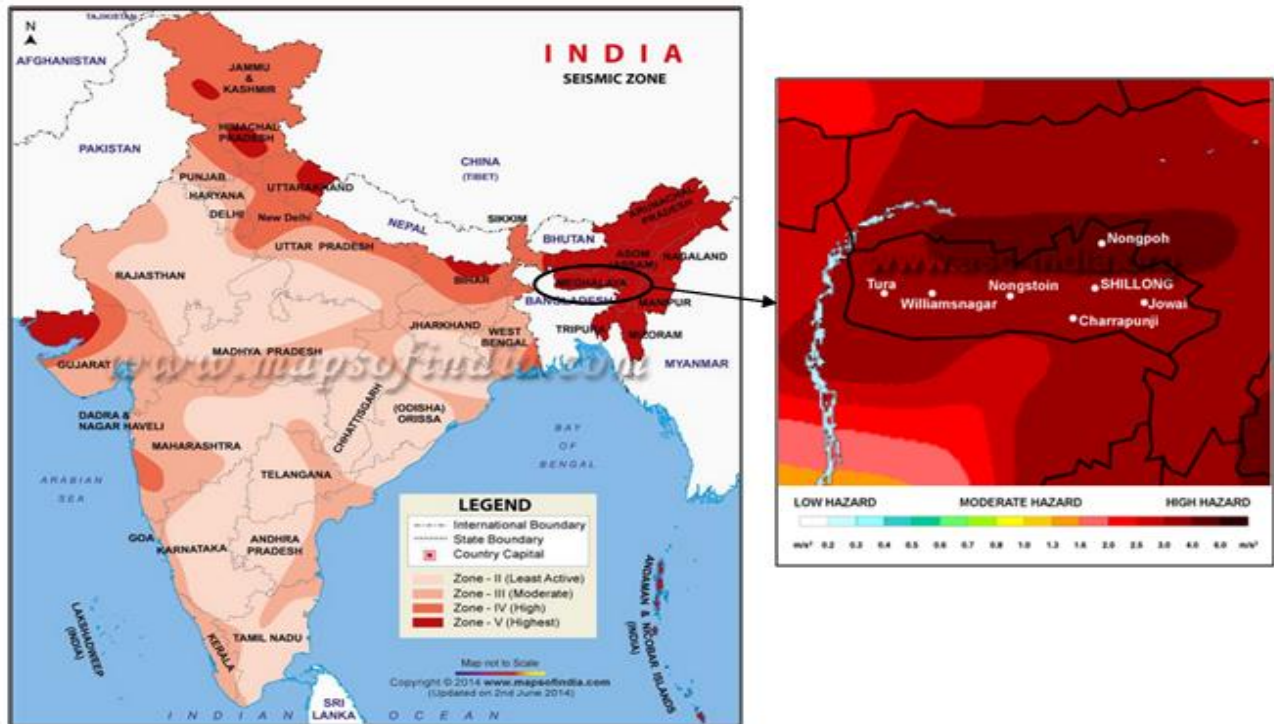 TAJIKISTAN
N
AFGHANISTAN
I N D I A
SEISMIC ZONE
JAMMU
&
KASHMIR
HIMACHAL
PRADESH
PAKISTAN
CHINA
(TIBET)
PUNJAB
UTTARAKHAND
HARYANA
DELHI
New Delhi
NEPAL
SIKKIM
ARUNACHAL
PRADESH
BHUTAN
UTTAR PRADESH
ASOM
(ASSAM)
NAGALAND
RAJASTHAN
BIHAR
MEGHALAYA
BANGLADESH
MANIPUR
JHARKHAND
WEST
BENGAL
TRIPURA
MIZORAM
GUJARAT
MADHYA PRADESH
MYANMAR
www.mapsofindia.com
CHHATTISGARH
(ODISHA)
ORISSA
DADRA &
NAGAR HAVELI
MAHARASHTRA
BAY
OF
BENGAL
TELANGANA
ARABIAN
SEA
GOA
KARNATAKA
ANDHRA
PRADESH
LEGEND
International Boundary
State Boundary
Country Capital
Zone - II (Least Active)
Zone - III (Moderate)
Zone - IV (High)
Zone - V (Highest)
LAKSHADWEEP
(INDIA)
KERALA
TAMIL NADU
ANDAMAN & NICOBAR ISLANDS
(INDIA)
Map not to Scale
Copyright © 2014 www.mapsofindia.com
(Updated on 2nd June 2014)
SRI
LANKA
I N D I A N O C E A N
Nongpoh
Tura
Williamsnagar
Nongstoin
SHILLONG
Jowai
Charrapunji
LOW HAZARD MODERATE HAZARD HIGH HAZARD
m/s² 0.2 0.3 0.4 0.5 0.6 0.7 0.8 1.0 1.3 1.6 2.0 2.5 3.0 4.0 6.0 m/s²